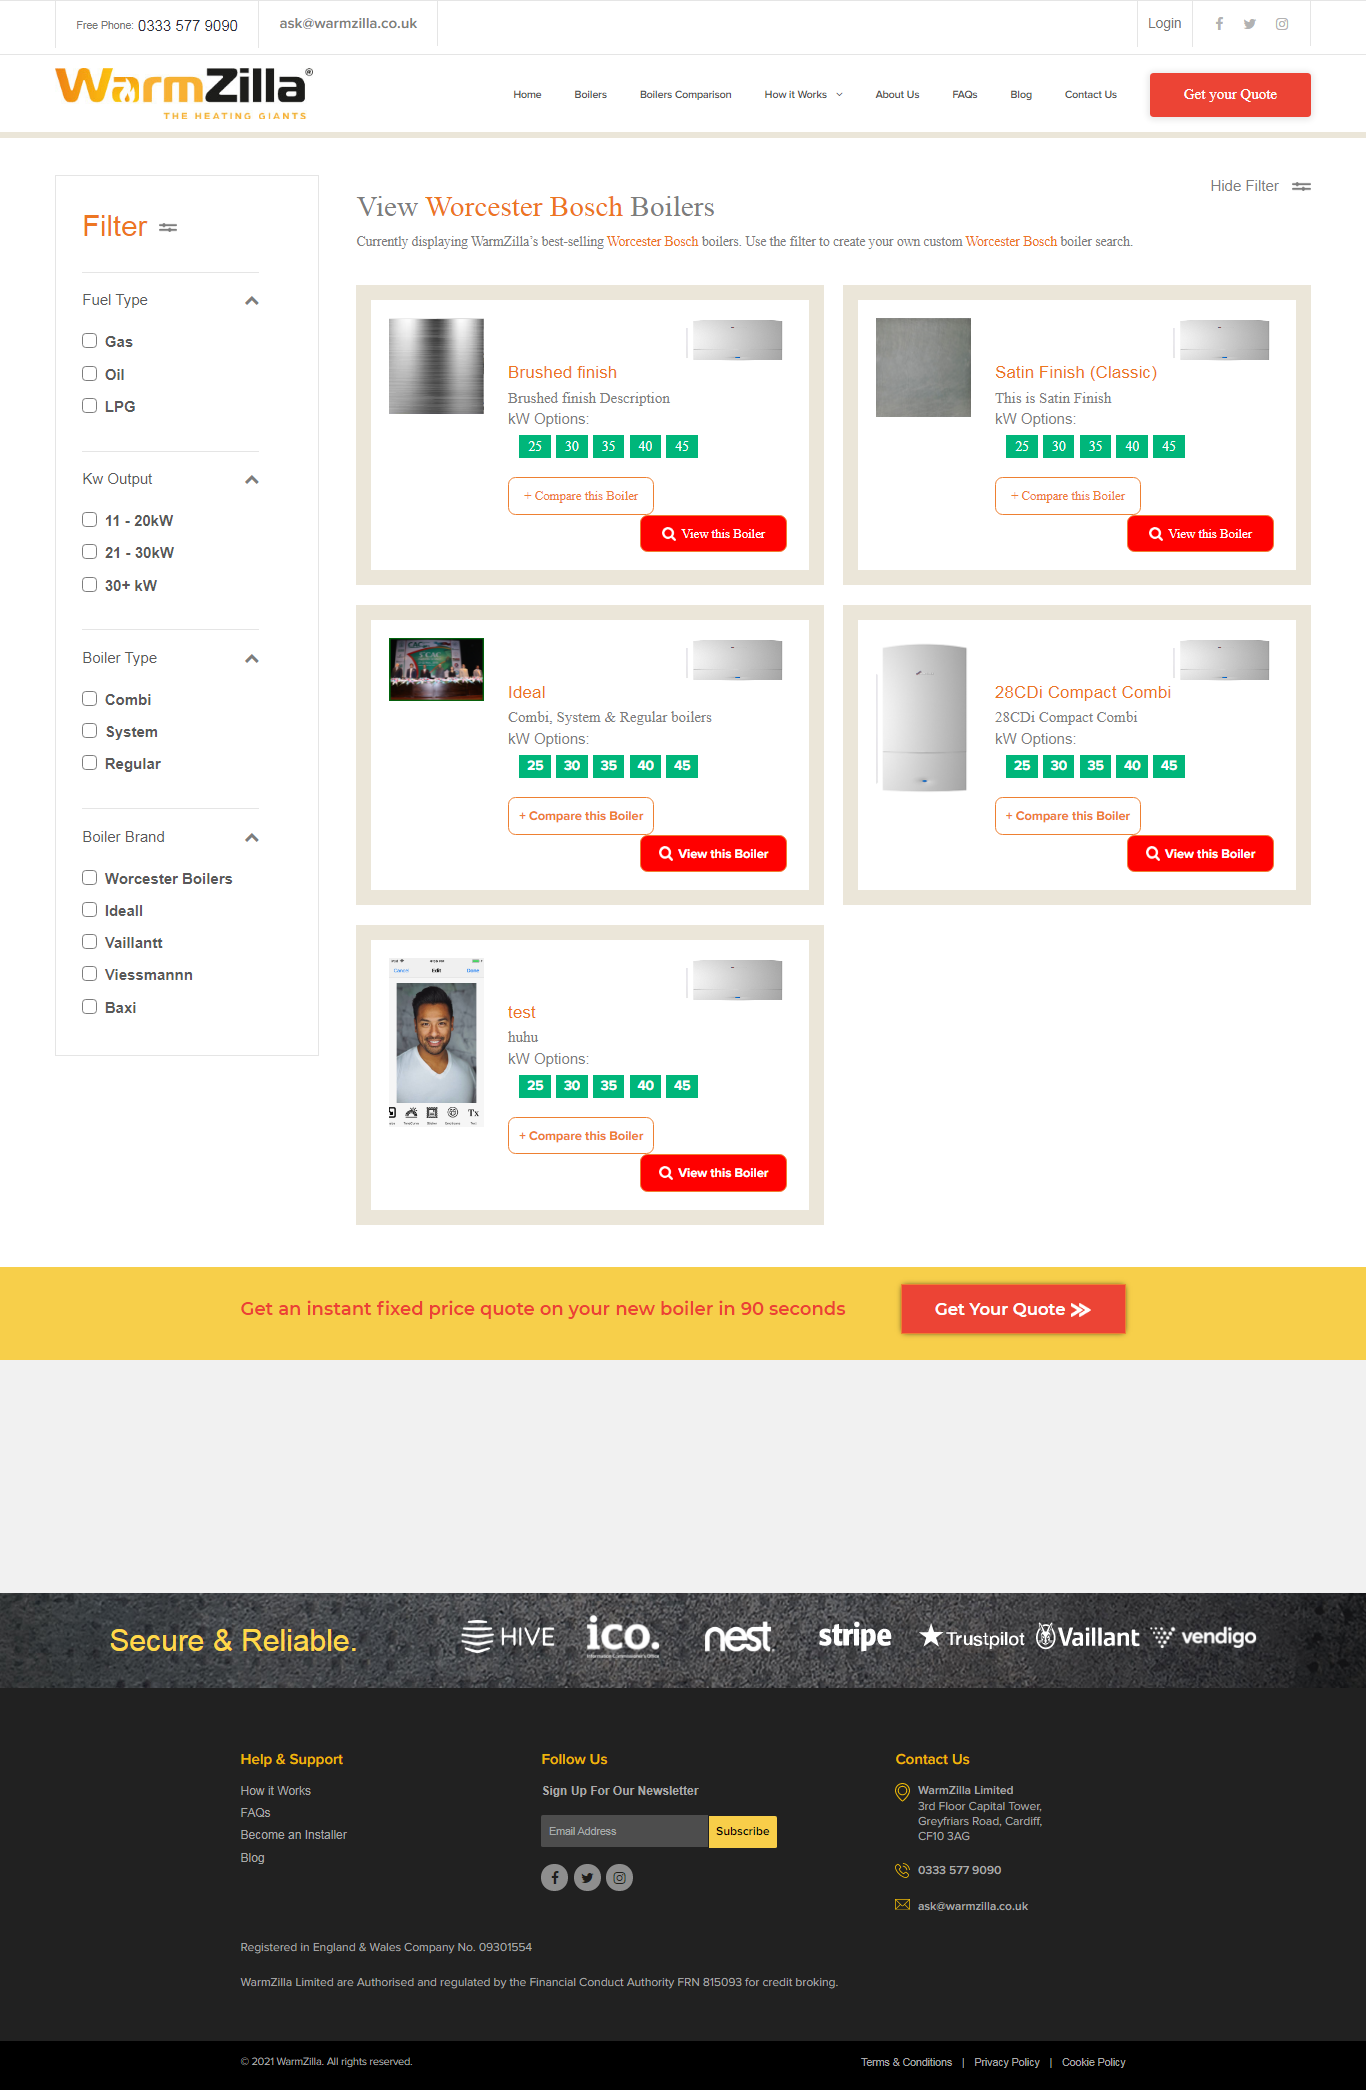 Free Phone: 0333 577 9090
ask@warmzilla.co.uk
Login
WarmZilla®
THE HEATING GIANTS
Home
Boilers
Boilers Comparison
How it Works
About Us
FAQs
Blog
Contact Us
Get your Quote
Hide Filter
Filter
Fuel Type
Gas
Oil
LPG
Kw Output
11 - 20kW
21 - 30kW
30+ kW
Boiler Type
Combi
System
Regular
Boiler Brand
Worcester Boilers
Ideall
Vaillantt
Viessmannn
Baxi
View Worcester Bosch Boilers
Currently displaying WarmZilla's best-selling Worcester Bosch boilers. Use the filter to create your own custom Worcester Bosch boiler search.
Brushed finish
Brushed finish Description
kW Options:
25 30 35 40 45
+ Compare this Boiler
View this Boiler
Satin Finish (Classic)
This is Satin Finish
kW Options:
25 30 35 40 45
+ Compare this Boiler
View this Boiler
Ideal
Combi, System & Regular boilers
kW Options:
25 30 35 40 45
+ Compare this Boiler
View this Boiler
28CDi Compact Combi
28CDi Compact Combi
kW Options:
25 30 35 40 45
+ Compare this Boiler
View this Boiler
Cancel Edit Done
Tx
test
huhu
kW Options:
25 30 35 40 45
+ Compare this Boiler
View this Boiler
Get an instant fixed price quote on your new boiler in 90 seconds
Get Your Quote
Secure & Reliable.
HIVE
ico.
Information Commissioner's Office
nest
stripe
Trustpilot
Vaillant
vendigo
Help & Support
How it Works
FAQs
Become an Installer
Blog
Follow Us
Sign Up For Our Newsletter
Email Address
Subscribe
Contact Us
WarmZilla Limited
3rd Floor Capital Tower,
Greyfriars Road, Cardiff,
CF10 3AG
0333 577 9090
ask@warmzilla.co.uk
Registered in England & Wales Company No. 09301554
WarmZilla Limited are Authorised and regulated by the Financial Conduct Authority FRN 815093 for credit broking.
© 2021 WarmZilla. All rights reserved.
Terms & Conditions | Privacy Policy | Cookie Policy